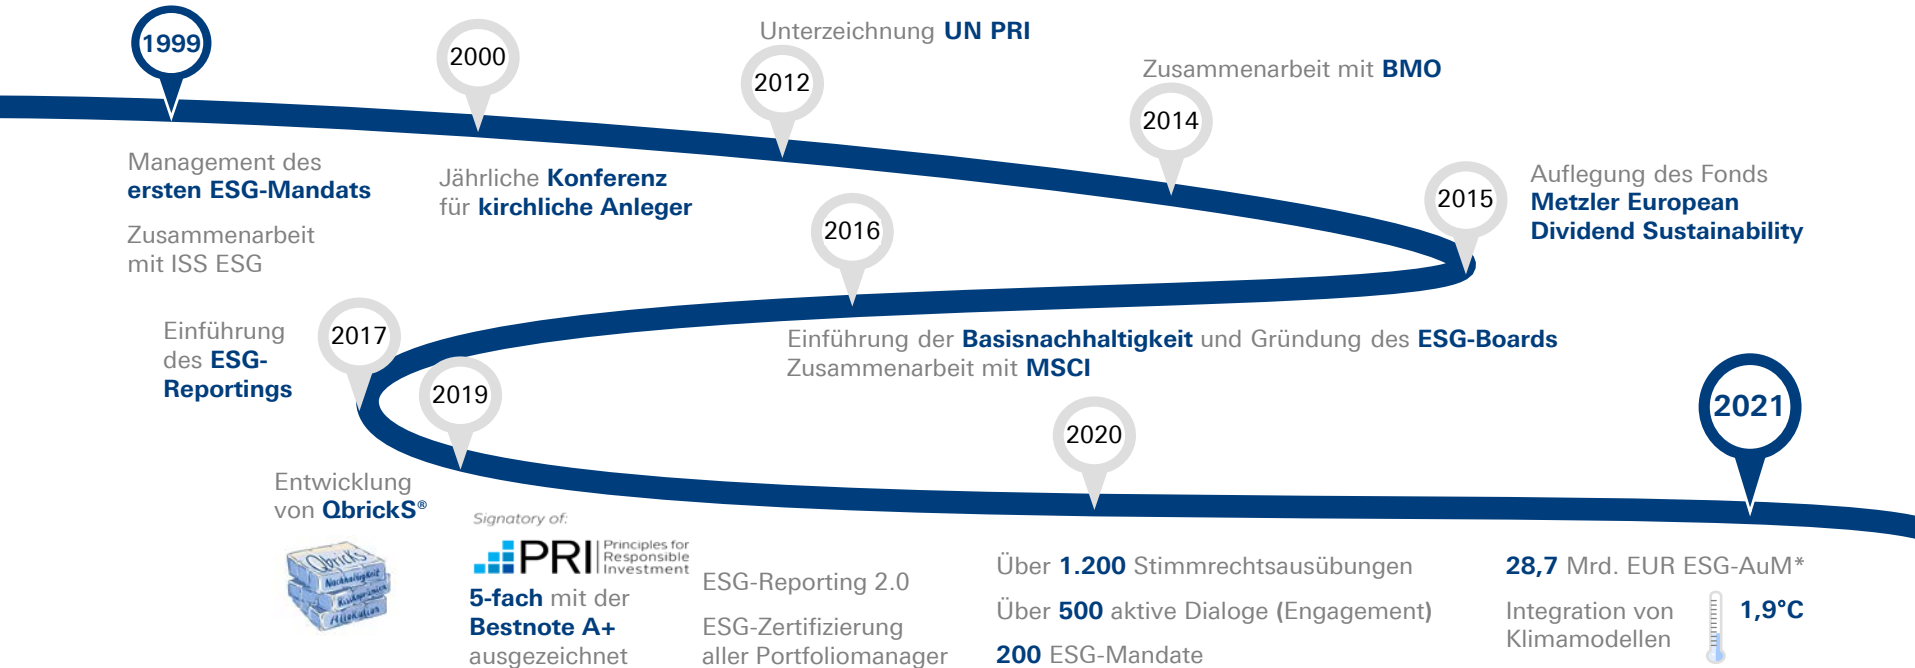 1999
Management des
ersten ESG-Mandats
Zusammenarbeit
mit ISS ESG
2000
Jährliche Konferenz
für kirchliche Anleger
Unterzeichnung UN PRI
2012
Zusammenarbeit mit BMO
2014
2015
Auflegung des Fonds
Metzler European
Dividend Sustainability
2016
Einführung der Basisnachhaltigkeit und Gründung des ESG-Boards
Zusammenarbeit mit MSCI
2017
Einführung
des ESG-
Reportings
2019
Entwicklung
von QbrickS®
Qbricks
Nachhaltigkeit
Risikoprämien
Allokation
Signatory of:
PRI Principles for
Responsible
Investment
5-fach mit der
Bestnote A+
ausgezeichnet
ESG-Reporting 2.0
ESG-Zertifizierung
aller Portfoliomanager
2020
Über 1.200 Stimmrechtsausübungen
Über 500 aktive Dialoge (Engagement)
200 ESG-Mandate
2021
28,7 Mrd. EUR ESG-AuM*
Integration von
Klimamodellen
1,9°C